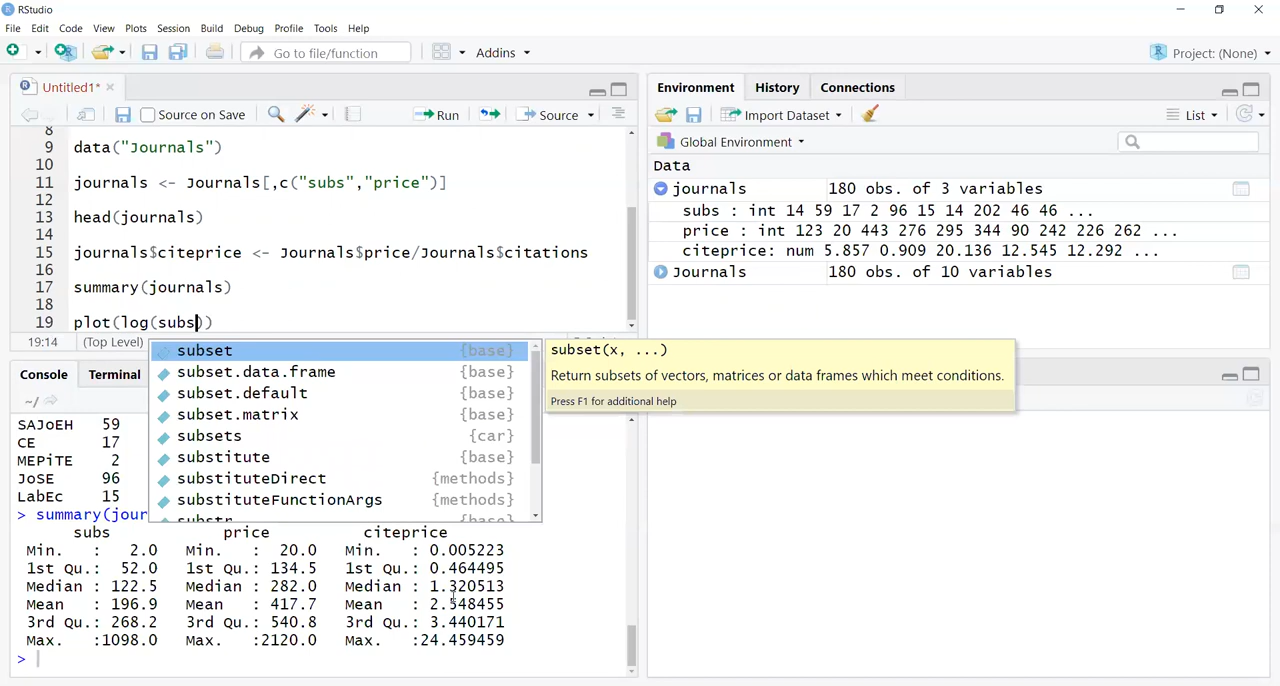 RStudio
File Edit Code View Plots Session Build Debug Profile Tools Help
Go to file/function Addins Project: (None)
Untitled1*
Source on Save Run Source
8
9 data("Journals")
10
11 journals <- Journals[,c("subs","price")]
12
13 head(journals)
14
15 journals$citeprice <- Journals$price/Journals$citations
16
17 summary(journals)
18
19 plot(log(subs))
19:14 (Top Level)
subset {base}
subset.data.frame {base}
subset.default {base}
subset.matrix {base}
subsets {car}
substitute {base}
substituteDirect {methods}
substituteFunctionArgs {methods}
substr {base}
subset(x, ...)
Return subsets of vectors, matrices or data frames which meet conditions.
Press F1 for additional help
Console Terminal
~/
SAJoEH 59
CE 17
MEPiTE 2
JoSE 96
LabEc 15
> summary(jour
subs price citeprice
Min. : 2.0 Min. : 20.0 Min. : 0.005223
1st Qu.: 52.0 1st Qu.: 134.5 1st Qu.: 0.464495
Median : 122.5 Median : 282.0 Median : 1.320513
Mean : 196.9 Mean : 417.7 Mean : 2.548455
3rd Qu.: 268.2 3rd Qu.: 540.8 3rd Qu.: 3.440171
Max. :1098.0 Max. :2120.0 Max. :24.459459
>
Environment History Connections
Import Dataset List
Global Environment
Data
journals 180 obs. of 3 variables
subs : int 14 59 17 2 96 15 14 202 46 46 ...
price : int 123 20 443 276 295 344 90 242 226 262 ...
citeprice: num 5.857 0.909 20.136 12.545 12.292 ...
Journals 180 obs. of 10 variables